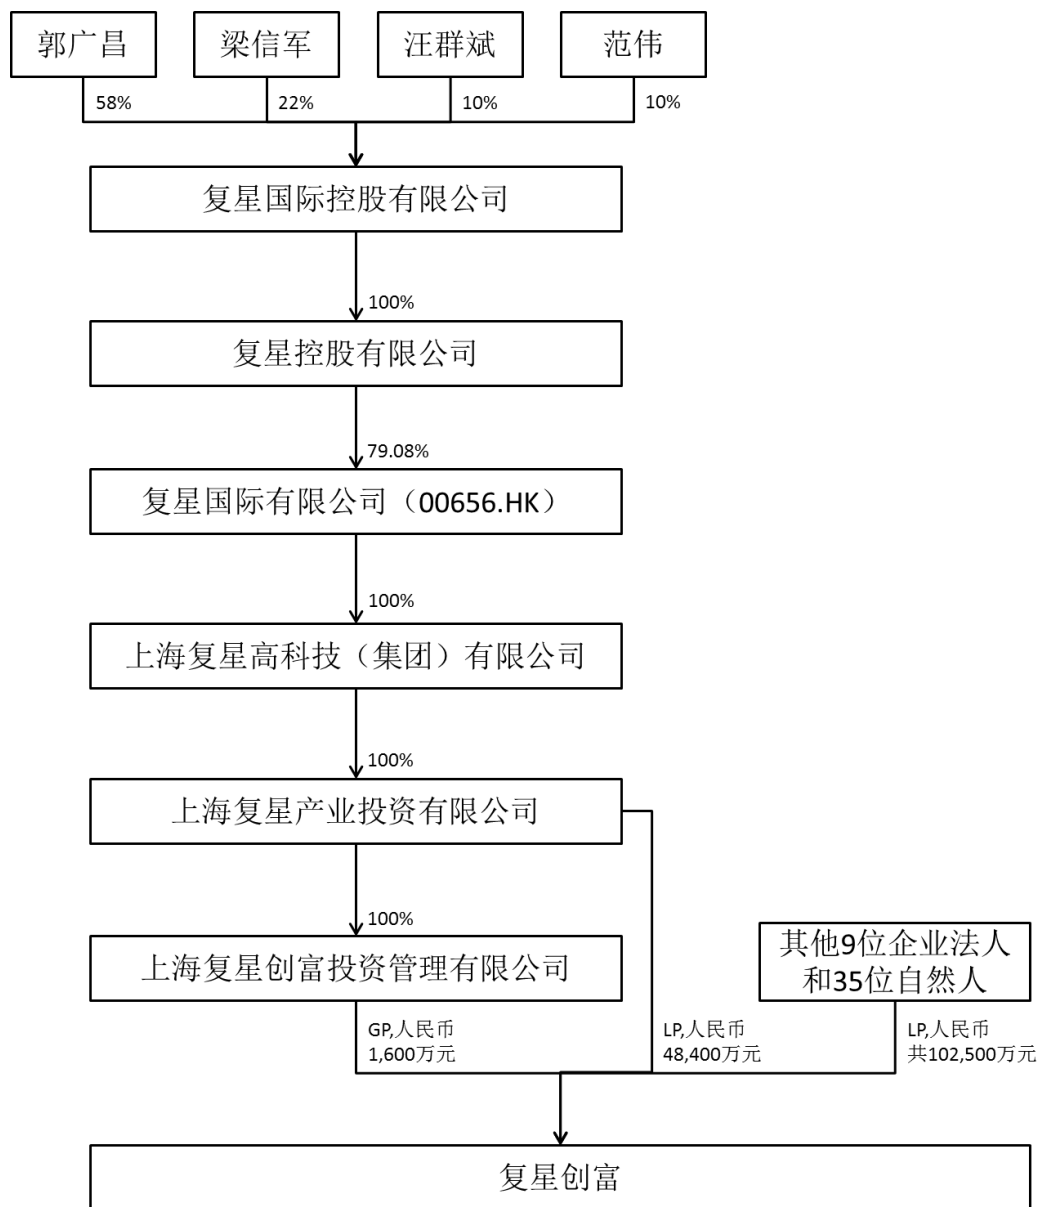 郭广昌
梁信军
汪群斌
范伟
58%
22%
10%
10%
复星国际控股有限公司
100%
复星控股有限公司
79.08%
复星国际有限公司（00656.HK）
100%
上海复星高科技（集团）有限公司
100%
上海复星产业投资有限公司
100%
上海复星创富投资管理有限公司
其他9位企业法人
和35位自然人
GP,人民币
1,600万元
LP,人民币
48,400万元
LP,人民币
共102,500万元
复星创富